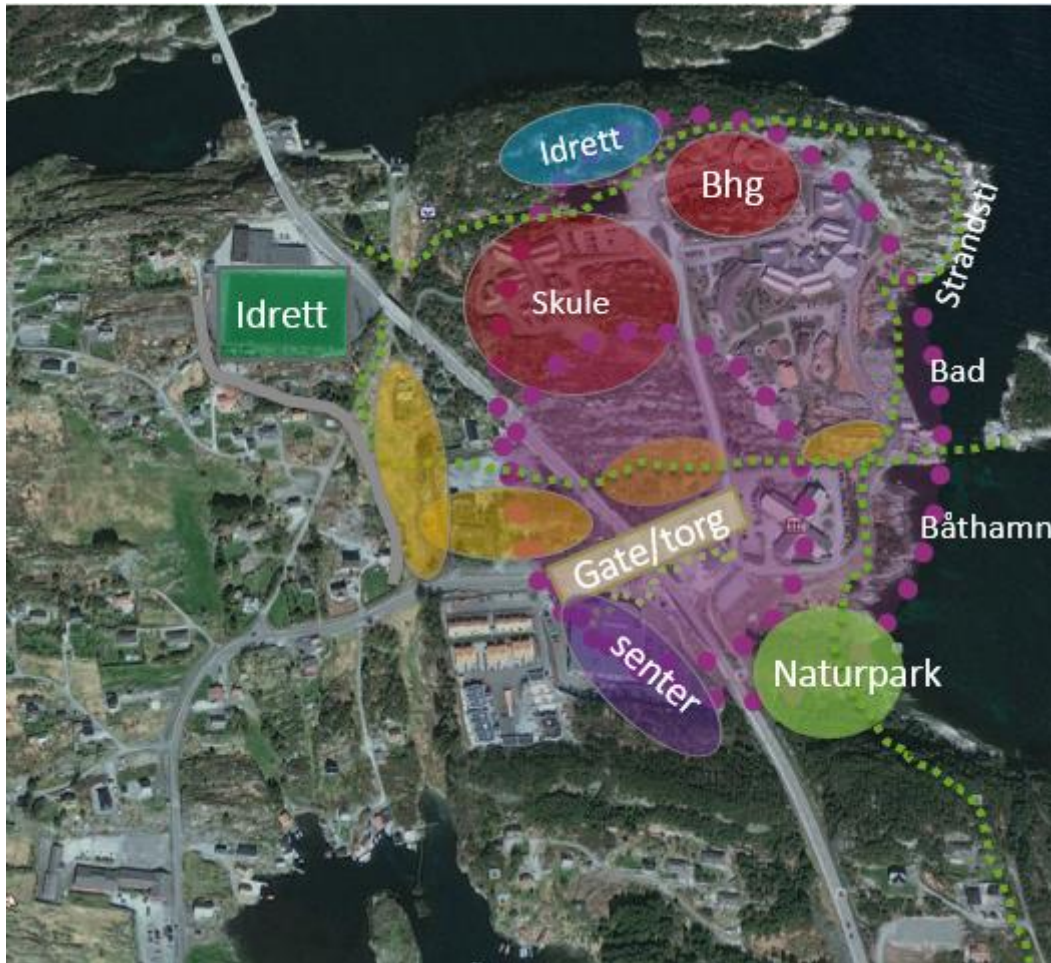 Idrett
Bhg
Strandsti
Idrett
Skule
Bad
Båthamn
Gate/torg
senter
Naturpark